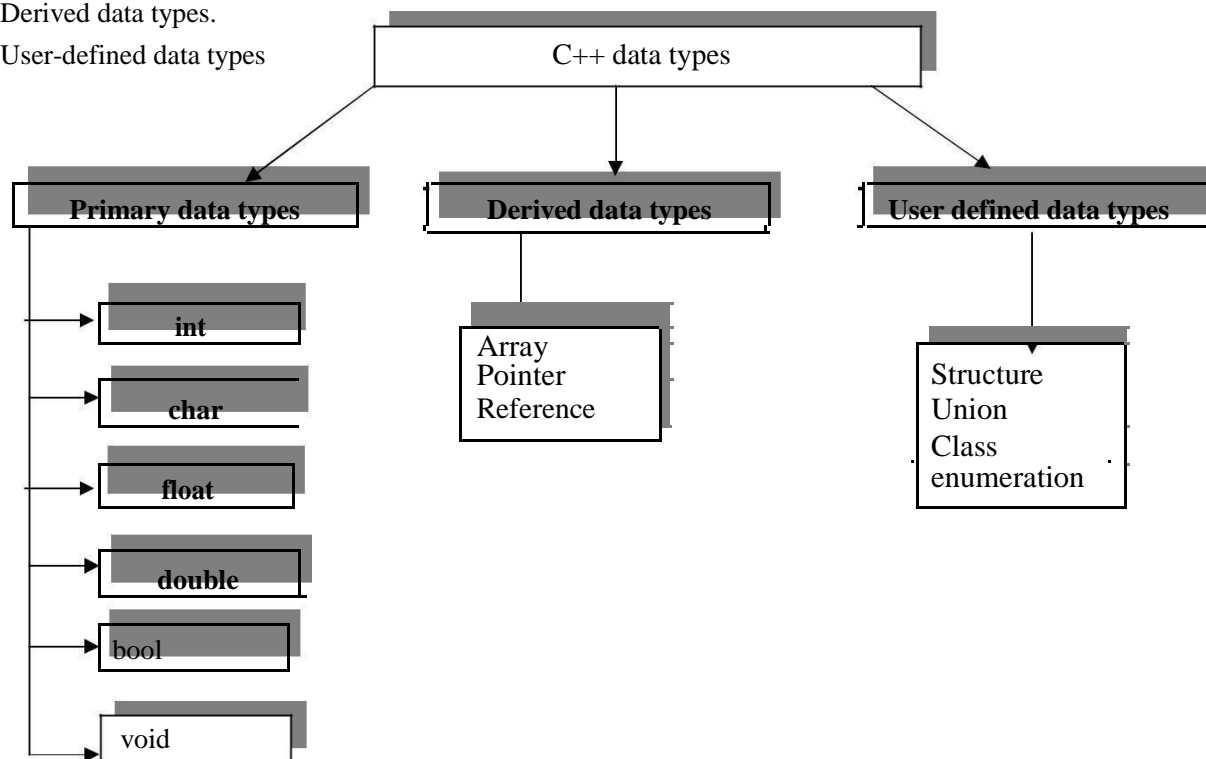 Derived data types.
User-defined data types
C++ data types
Primary data types
Derived data types
User defined data types
int
char
float
double
bool
void
Array
Pointer
Reference
Structure
Union
Class
enumeration